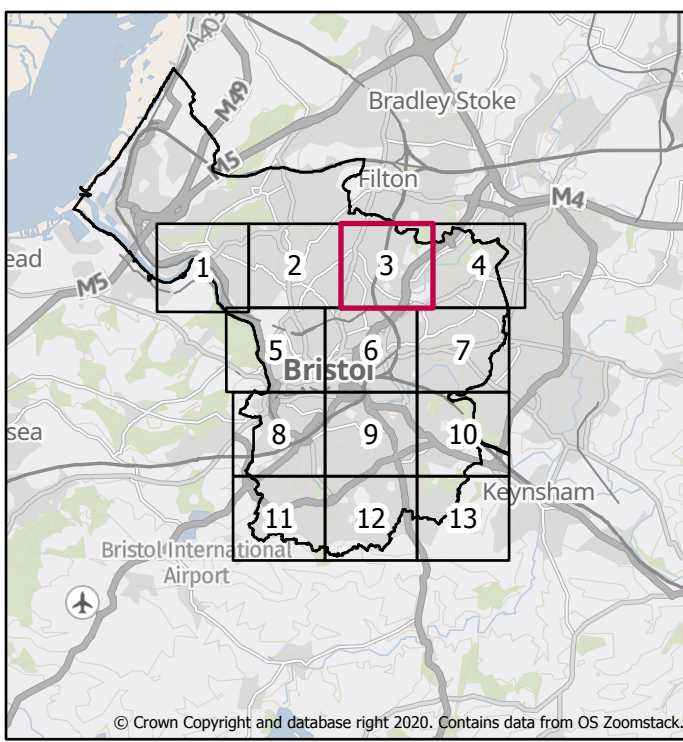 A403
M49
Bradley Stoke
M5
Filton
M4
ead
M5
1
2
3
4
5
6
7
Bristol
sea
8
9
10
Keynsham
11
12
13
Bristol International
Airport
© Crown Copyright and database right 2020. Contains data from OS Zoomstack.